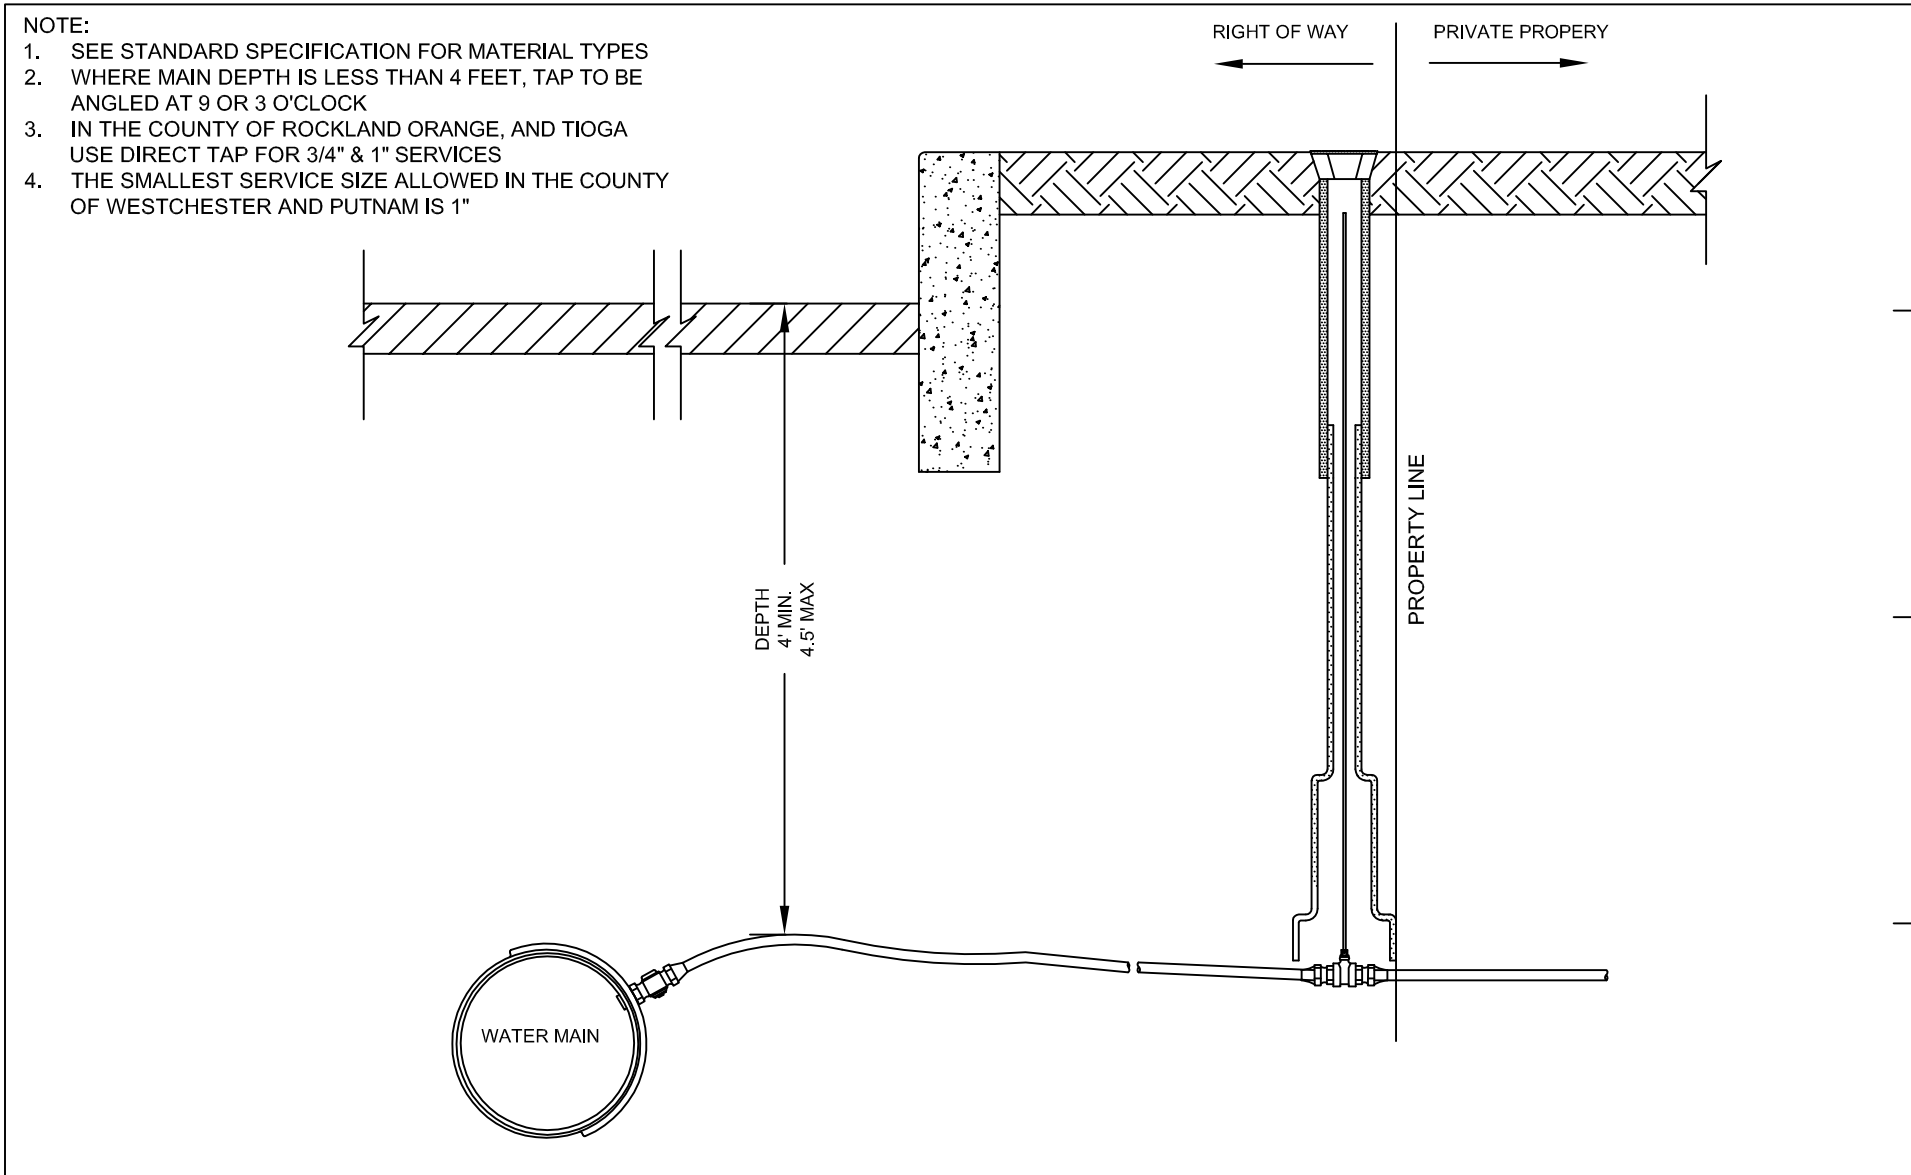 NOTE:
1. SEE STANDARD SPECIFICATION FOR MATERIAL TYPES
2. WHERE MAIN DEPTH IS LESS THAN 4 FEET, TAP TO BE
ANGLED AT 9 OR 3 O'CLOCK
3. IN THE COUNTY OF ROCKLAND ORANGE, AND TIOGA
USE DIRECT TAP FOR 3/4" & 1" SERVICES
4. THE SMALLEST SERVICE SIZE ALLOWED IN THE COUNTY
OF WESTCHESTER AND PUTNAM IS 1"
RIGHT OF WAY
PRIVATE PROPERY
DEPTH
4' MIN.
4.5' MAX
PROPERTY LINE
WATER MAIN